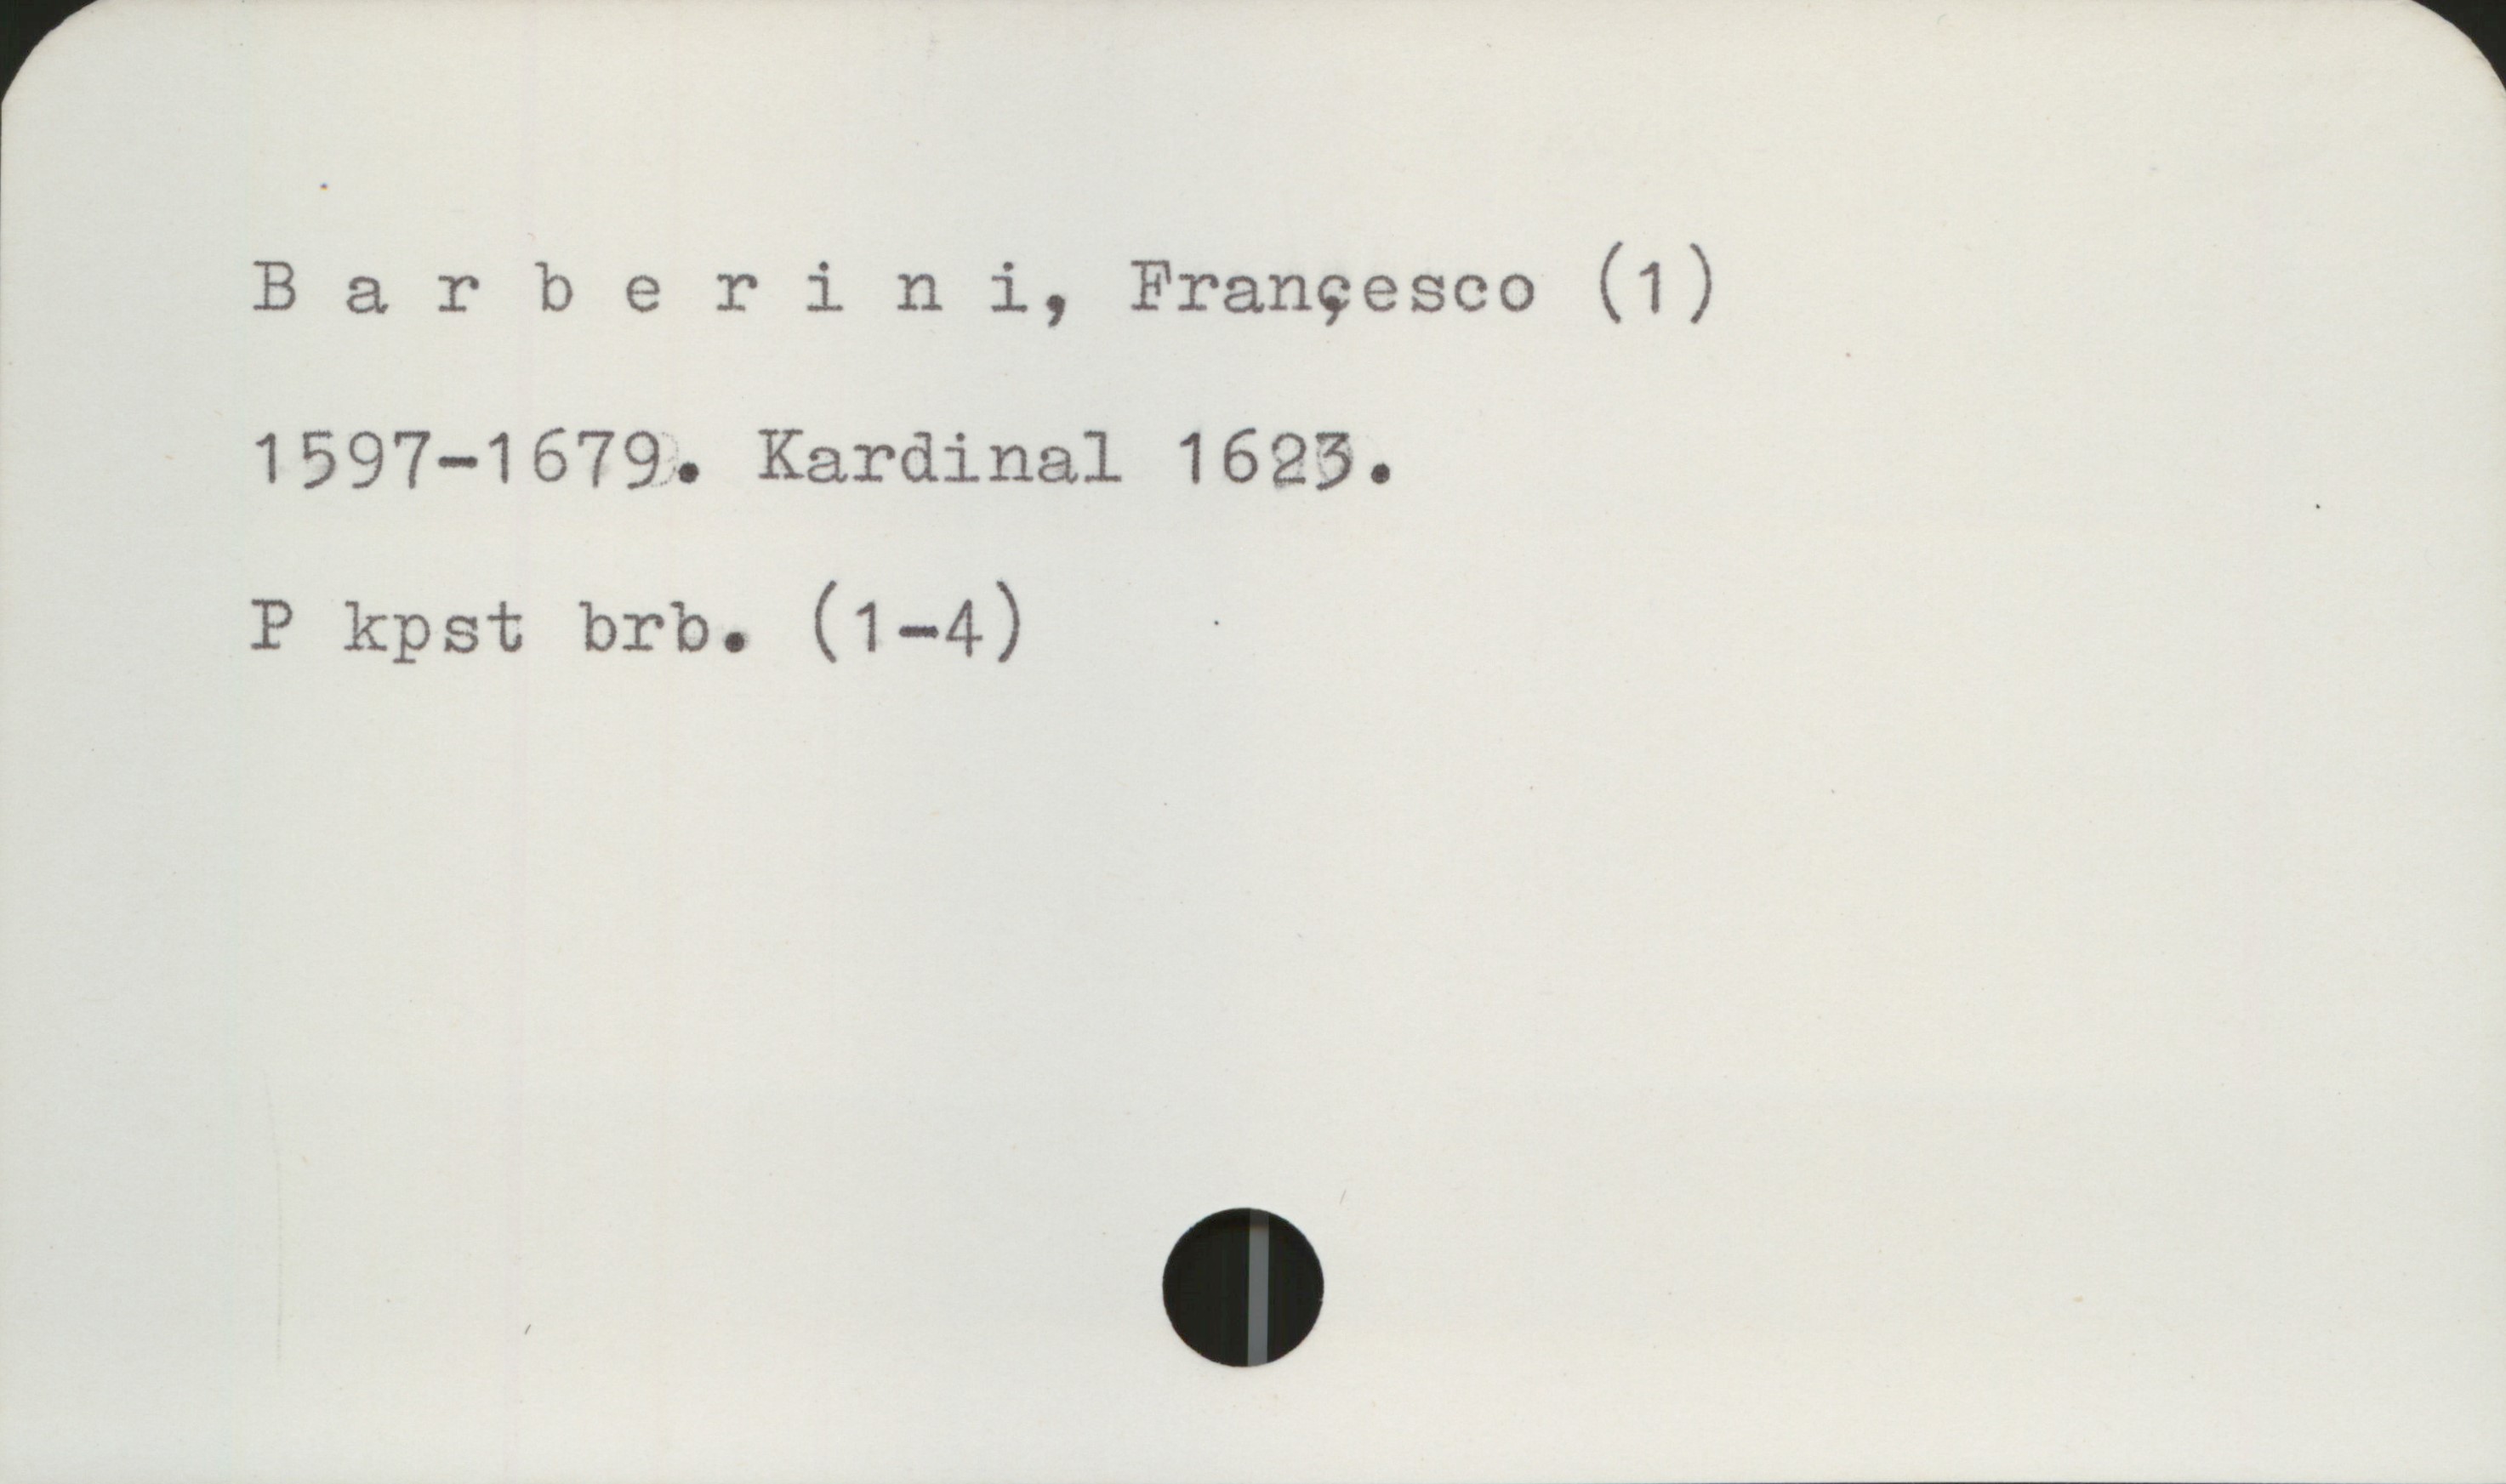 B a r b e r i n i, Françesco (1)
1597-1679. Kardinal 1623.
P kpst brb. (1-4)